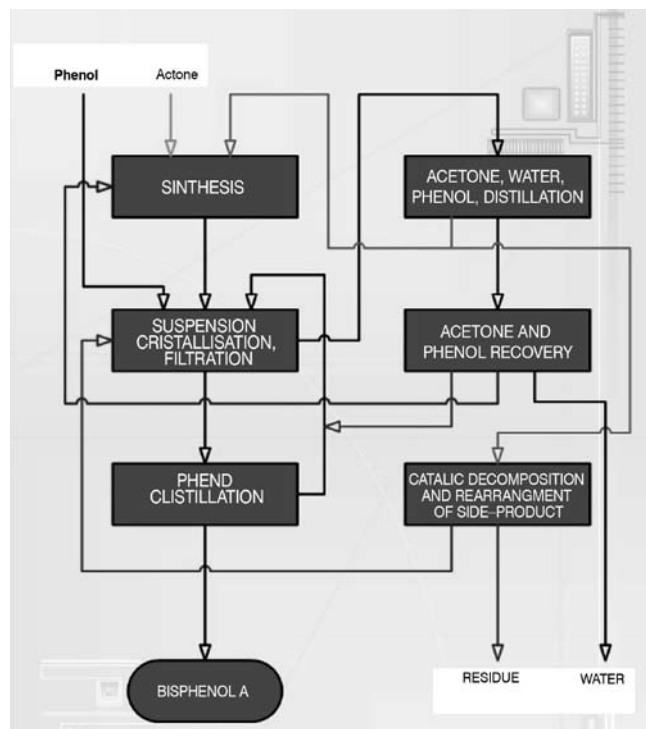 Phenol
Actone
SINTHESIS
ACETONE, WATER,
PHENOL, DISTILLATION
SUSPENSION
CRISTALLISATION,
FILTRATION
ACETONE AND
PHENOL RECOVERY
PHEND
CLISTILLATION
CATALIC DECOMPOSITION
AND REARRANGMENT
OF SIDE-PRODUCT
BISPHENOL A
RESIDUE
WATER